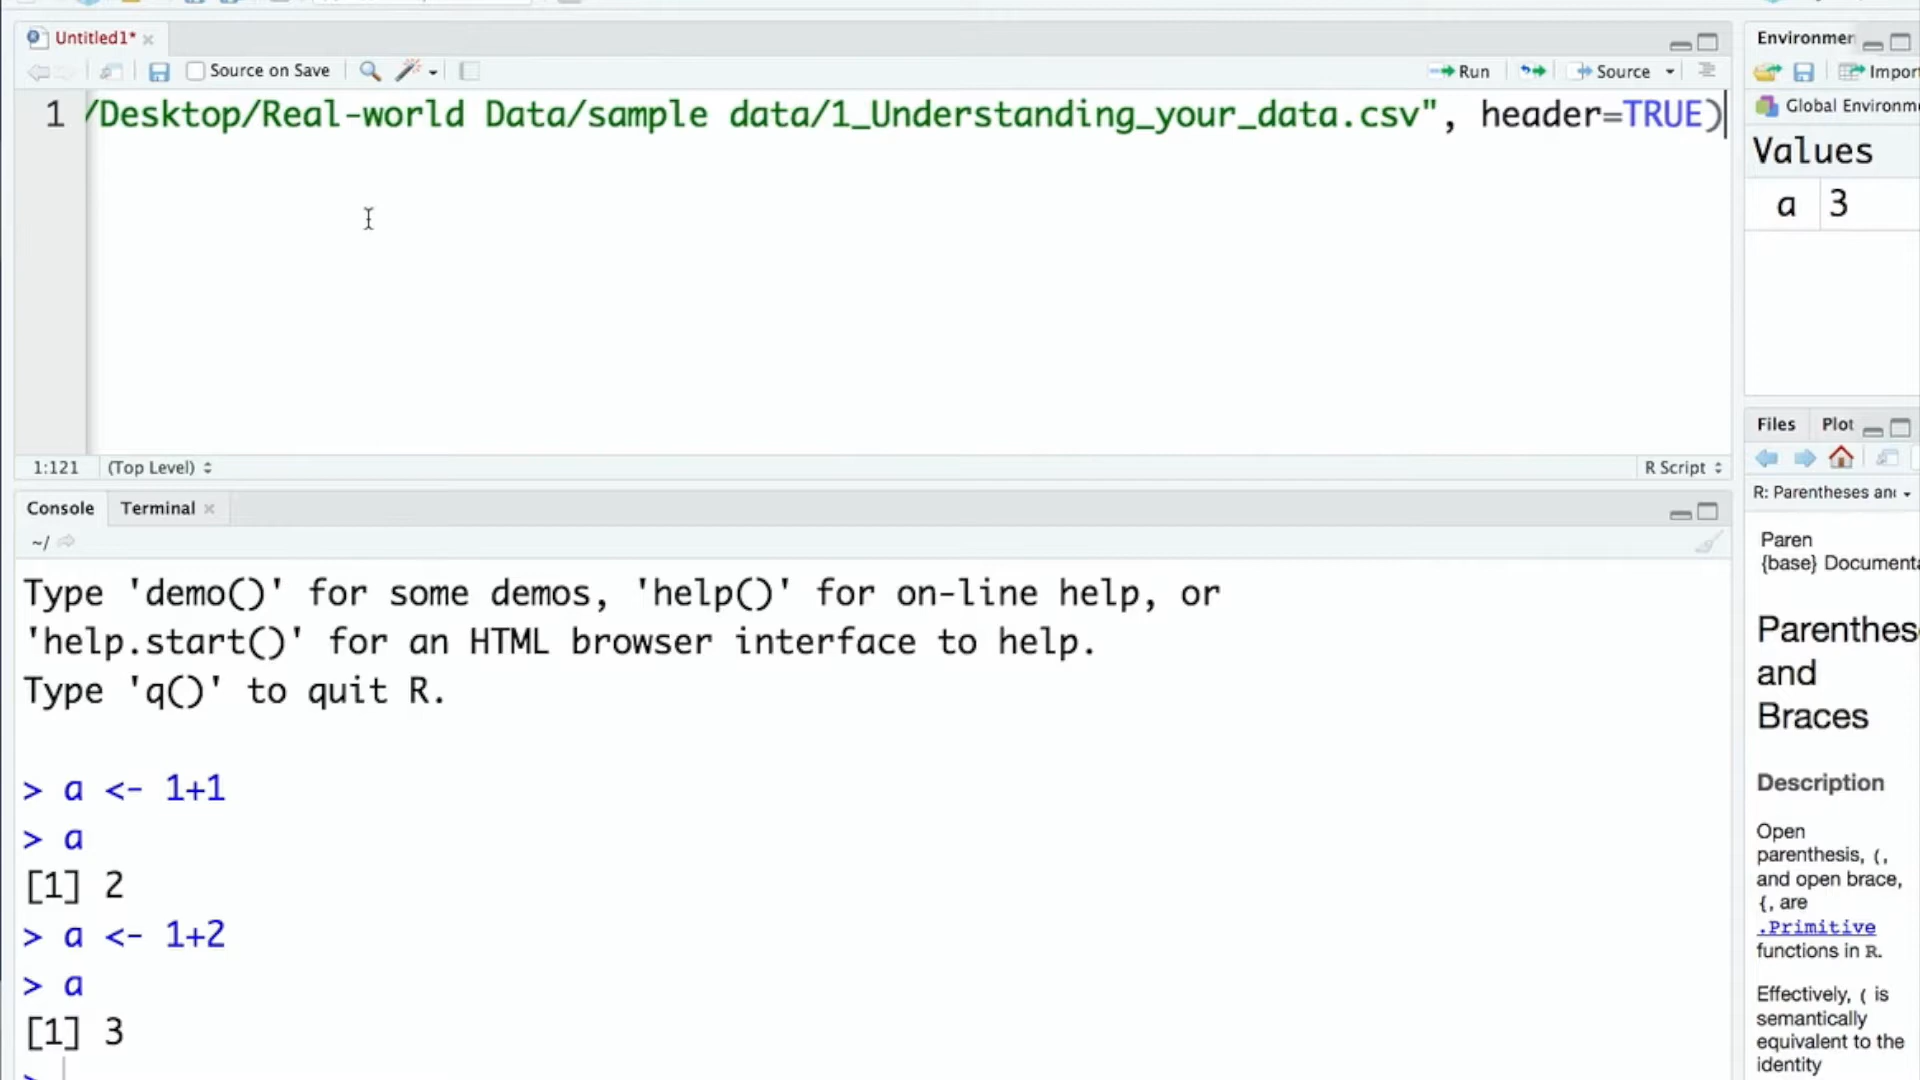 Untitled1*
Source on Save
Run
Source
1 /Desktop/Real-world Data/sample data/1_Understanding_your_data.csv", header=TRUE)
1:121 (Top Level)
R Script
Console
Terminal
~/
Type 'demo()' for some demos, 'help()' for on-line help, or
'help.start()' for an HTML browser interface to help.
Type 'q()' to quit R.
> a <- 1+1
> a
[1] 2
> a <- 1+2
> a
[1] 3
>
Environmen
Import
Global Environme
Values
a 3
Files
Plot
R: Parentheses and
Paren
{base} Documenta
Parenthes
and
Braces
Description
Open
parenthesis, (,
and open brace,
{, are
.Primitive
functions in R.
Effectively, ( is
semantically
equivalent to the
identity